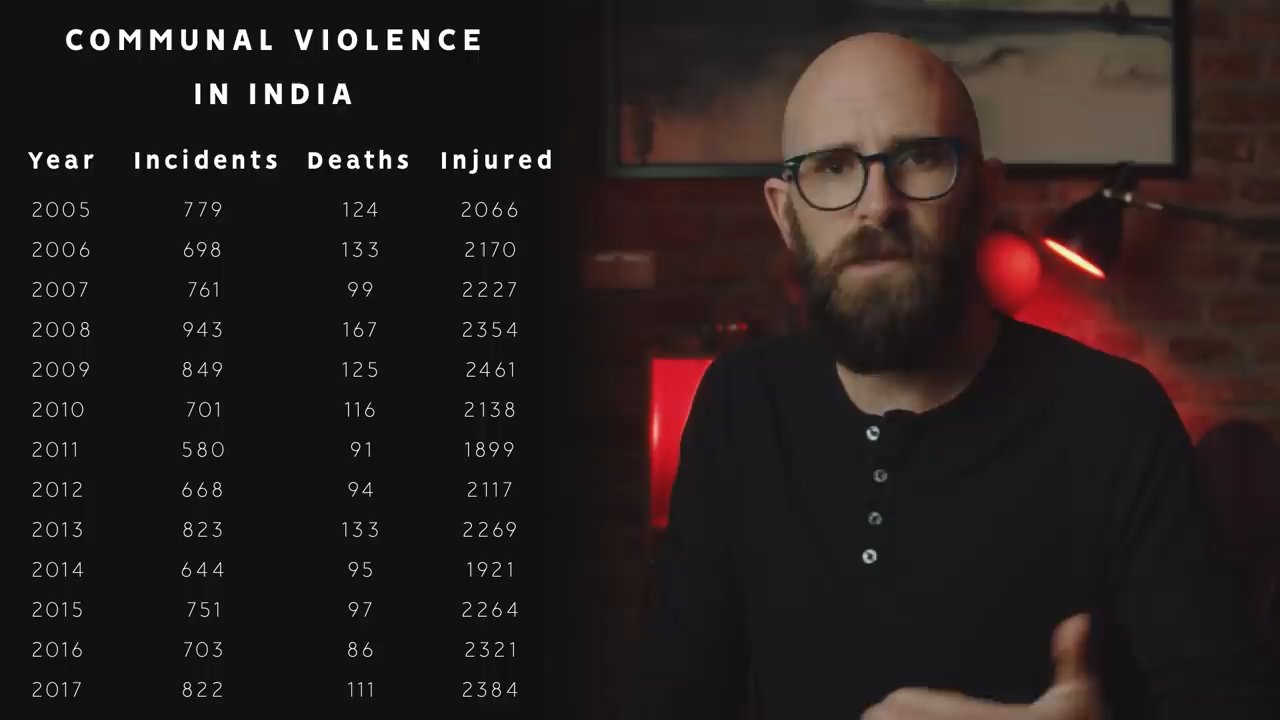 COMMUNAL VIOLENCE
IN INDIA
Year Incidents Deaths Injured
2005 779 124 2066
2006 698 133 2170
2007 761 99 2227
2008 943 167 2354
2009 849 125 2461
2010 701 116 2138
2011 580 91 1899
2012 668 94 2117
2013 823 133 2269
2014 644 95 1921
2015 751 97 2264
2016 703 86 2321
2017 822 111 2384